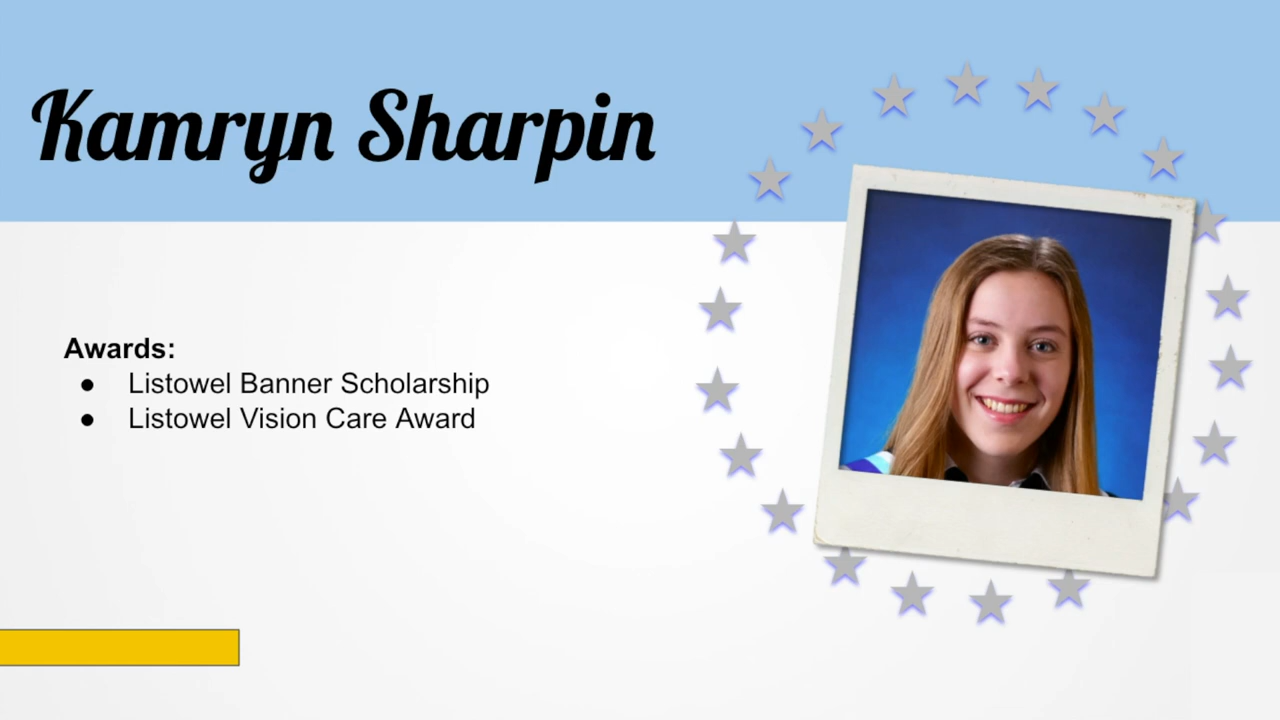 Kamryn Sharpin
Awards:
● Listowel Banner Scholarship
● Listowel Vision Care Award